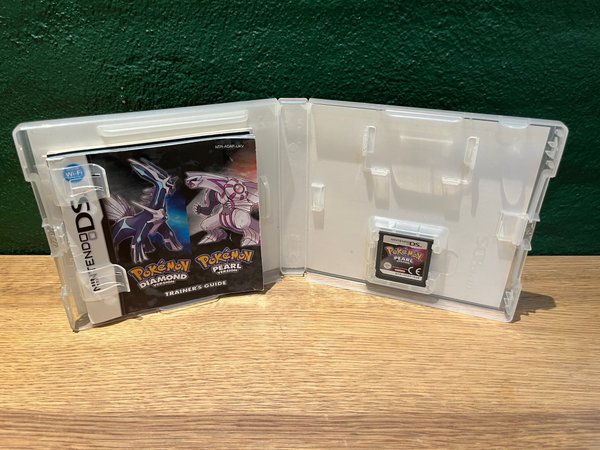 NTR-ADAP-UKV
Wi-Fi
NINTENDO DS
POKéMON
DIAMOND
VERSION
POKéMON
PEARL
VERSION
TRAINER'S GUIDE
NINTENDO DS
POKéMON
PEARL
CE